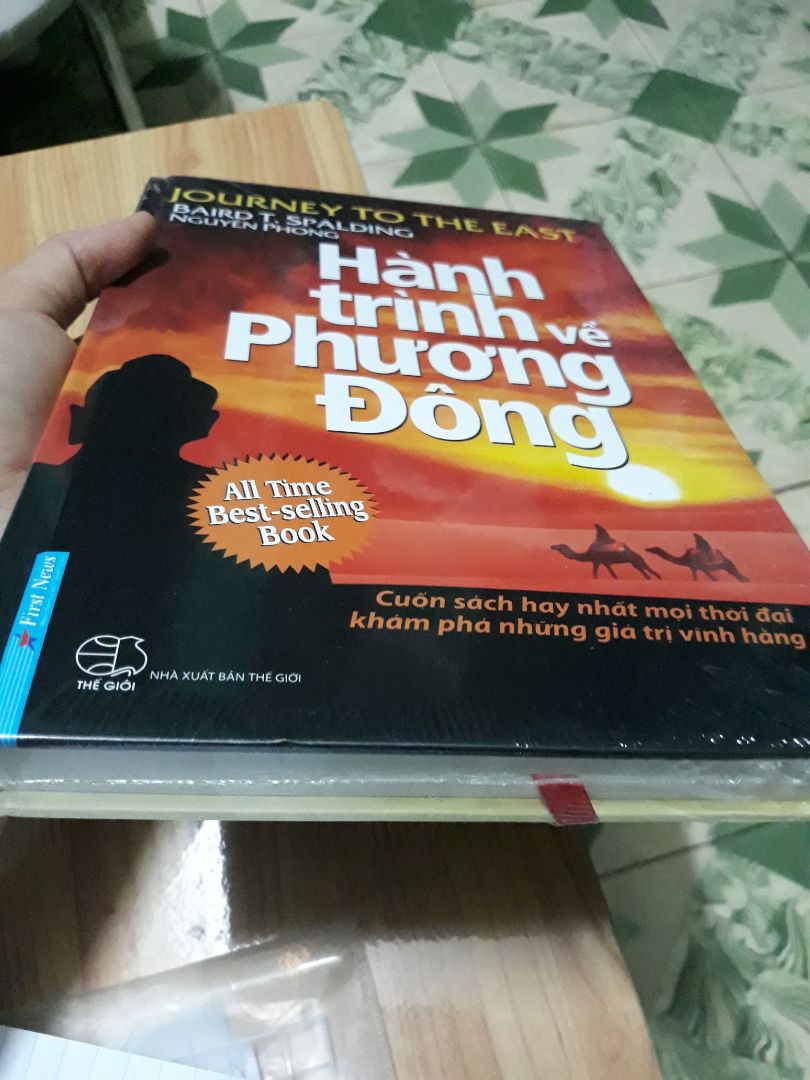 JOURNEY TO THE EAST
BAIRD T. SPALDING
NGUYÊN PHONG
Hành
trình về
Phương
Đông
All Time
Best-selling
Book
Cuốn sách hay nhất mọi thời đại
khám phá những giá trị vĩnh hằng
First News
THẾ GIỚI
NHÀ XUẤT BẢN THẾ GIỚI